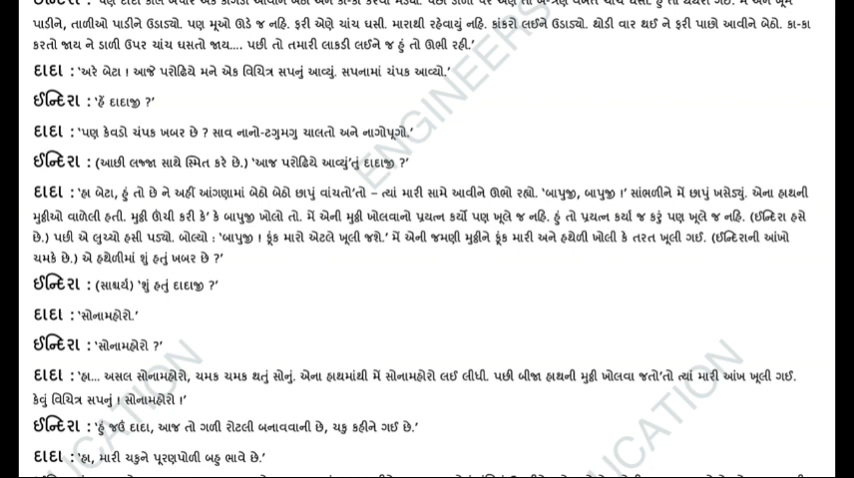 પાડીને, તાળીઓ પાડીને ઉડાડ્યો. પણ મૂઓ ઉડે જ નહિ. ફરી એણે ચાંચ ઘસી. મારાથી રહેવાયું નહિ. કાંકરો લઈને ઉડાડ્યો. થોડી વાર થઈ ને ફરી પાછો આવીને બેઠો. કા-કા
કરતો જાય ને ડાળી ઉપર ચાંચ ઘસતો જાય.... પછી તો તમારી લાકડી લઈને જ હું તો ઊભી રહી.’
દાદા : ‘અરે બેટા ! આજે પરોઢિયે મને એક વિચિત્ર સપનું આવ્યું. સપનામાં ચંપક આવ્યો.’
ઈન્દિરા : ‘હેં દાદાજી ?’
દાદા : ‘પણ કેવડો ચંપક ખબર છે ? સાવ નાનો-ટગુમગુ ચાલતો અને નાગોપૂગો.’
ઈન્દિરા : (આછી લજ્જા સાથે સ્મિત કરે છે.) ‘આજ પરોઢિયે આવ્યું’તું દાદાજી ?’
દાદા : ‘હા બેટા, હું તો છે ને અહીં આંગણામાં બેઠો બેઠો છાપું વાંચતો’તો – ત્યાં મારી સામે આવીને ઊભો રહ્યો. ‘બાપુજી, બાપુજી !’ સાંભળીને મેં છાપું ખસેડ્યું. એના હાથની
મુઠ્ઠીઓ વાળેલી હતી. મુઠ્ઠી ઊંચી કરી કે’ કે બાપુજી ખોલો તો. મેં એની મુઠ્ઠી ખોલવાનો પ્રયત્ન કર્યો પણ ખૂલે જ નહિ. હું તો પ્રયત્ન કર્યા જ કરું પણ ખૂલે જ નહિ. (ઈન્દિરા હસે
છે.) પછી એ લુચ્ચો હસી પડ્યો. બોલ્યો : ‘બાપુજી ! ફૂંક મારો એટલે ખૂલી જશે.’ મેં એની જમણી મુઠ્ઠીને ફૂંક મારી અને હથેળી ખોલી કે તરત ખૂલી ગઈ. (ઈન્દિરાની આંખો
ચમકે છે.) એ હથેળીમાં શું હતું ખબર છે ?’
ઈન્દિરા : (સાશ્ચર્ય) ‘શું હતું દાદાજી ?’
દાદા : ‘સોનામહોરો.’
ઈન્દિરા : ‘સોનામહોરો ?’
દાદા : ‘હા... અસલ સોનામહોરો, ચમક ચમક થતું સોનું. એના હાથમાંથી મેં સોનામહોરો લઈ લીધી. પછી બીજા હાથની મુઠ્ઠી ખોલવા જતો’તો ત્યાં મારી આંખ ખૂલી ગઈ.
કેવું વિચિત્ર સપનું ! સોનામહોરો !’
ઈન્દિરા : ‘હું જઉં દાદા, આજ તો ગળી રોટલી બનાવવાની છે, ચકુ કહીને ગઈ છે.’
દાદા : ‘હા, મારી ચકુને પૂરણપોળી બહુ ભાવે છે.’
ENGINEERS
UCATION
UCATION